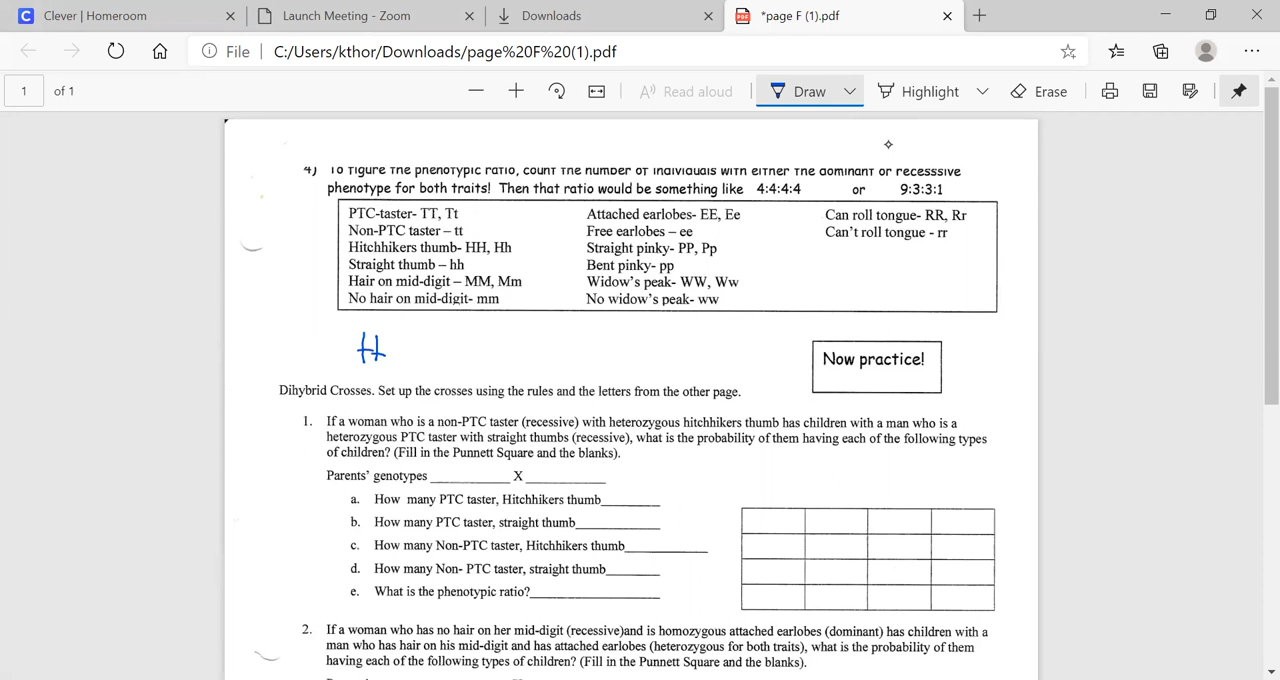 Clever | Homeroom
Launch Meeting - Zoom
Downloads
*page F (1).pdf
File C:/Users/kthor/Downloads/page%20F%20(1).pdf
1 of 1
Read aloud
Draw
Highlight
Erase
4) To figure the phenotypic ratio, count the number of individuals with either the dominant or recesssive
phenotype for both traits! Then that ratio would be something like 4:4:4:4 or 9:3:3:1
PTC-taster- TT, Tt
Non-PTC taster – tt
Hitchhikers thumb- HH, Hh
Straight thumb – hh
Hair on mid-digit – MM, Mm
No hair on mid-digit- mm
Attached earlobes- EE, Ee
Free earlobes – ee
Straight pinky- PP, Pp
Bent pinky- pp
Widow's peak- WW, Ww
No widow's peak- ww
Can roll tongue- RR, Rr
Can't roll tongue - rr
H
Now practice!
Dihybrid Crosses. Set up the crosses using the rules and the letters from the other page.
1. If a woman who is a non-PTC taster (recessive) with heterozygous hitchhikers thumb has children with a man who is a
heterozygous PTC taster with straight thumbs (recessive), what is the probability of them having each of the following types
of children? (Fill in the Punnett Square and the blanks).
Parents' genotypes ____________ X ____________
a. How many PTC taster, Hitchhikers thumb_________
b. How many PTC taster, straight thumb_____________
c. How many Non-PTC taster, Hitchhikers thumb_____________
d. How many Non- PTC taster, straight thumb________
e. What is the phenotypic ratio?____________________
2. If a woman who has no hair on her mid-digit (recessive)and is homozygous attached earlobes (dominant) has children with a
man who has hair on his mid-digit and has attached earlobes (heterozygous for both traits), what is the probability of them
having each of the following types of children? (Fill in the Punnett Square and the blanks).